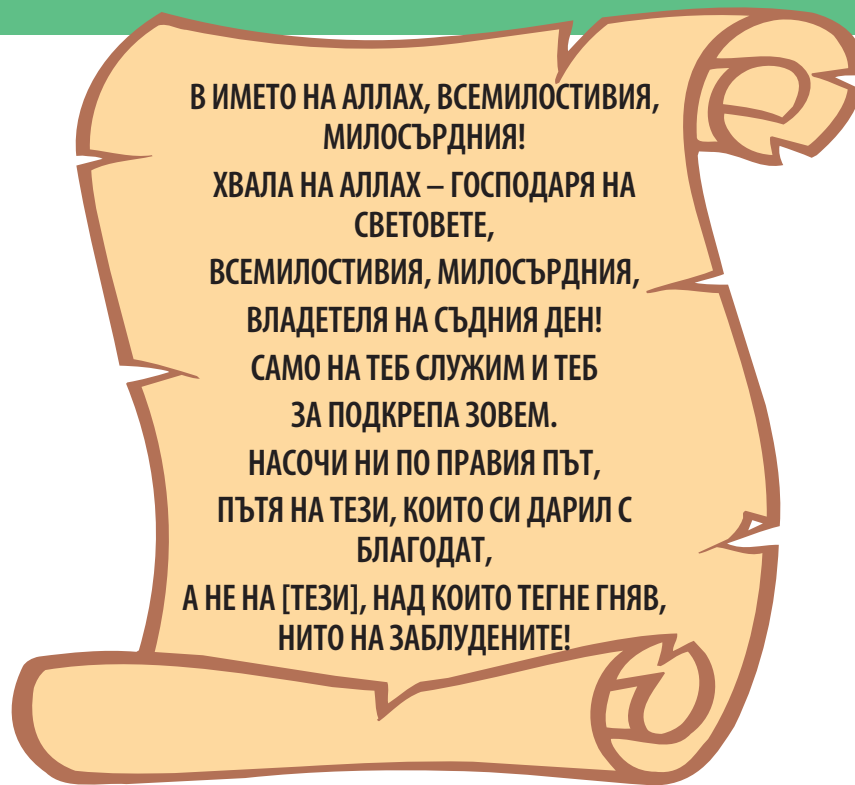 В ИМЕТО НА АЛЛАХ, ВСЕМИЛОСТИВИЯ,
МИЛОСЪРДНИЯ!
ХВАЛА НА АЛЛАХ – ГОСПОДАРЯ НА
СВЕТОВЕТЕ,
ВСЕМИЛОСТИВИЯ, МИЛОСЪРДНИЯ,
ВЛАДЕТЕЛЯ НА СЪДНИЯ ДЕН!
САМО НА ТЕБ СЛУЖИМ И ТЕБ
ЗА ПОДКРЕПА ЗОВЕМ.
НАСОЧИ НИ ПО ПРАВИЯ ПЪТ,
ПЪТЯ НА ТЕЗИ, КОИТО СИ ДАРИЛ С
БЛАГОДАТ,
А НЕ НА [ТЕЗИ], НАД КОИТО ТЕГНЕ ГНЯВ,
НИТО НА ЗАБЛУДЕНИТЕ!